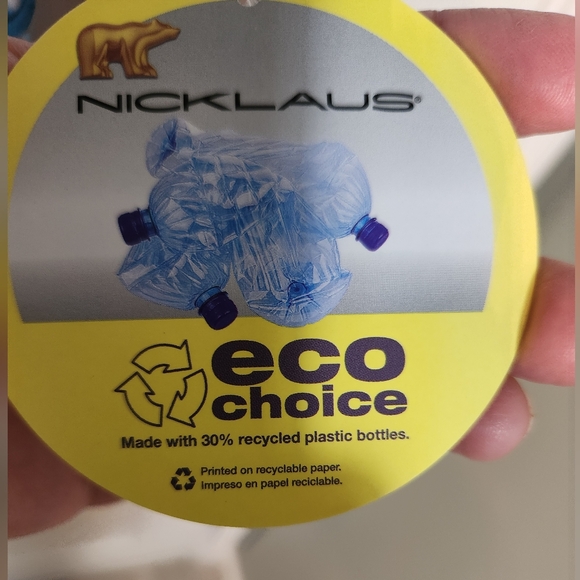 NICKLAUS®
eco
choice
Made with 30% recycled plastic bottles.
Printed on recyclable paper.
Impreso en papel reciclable.